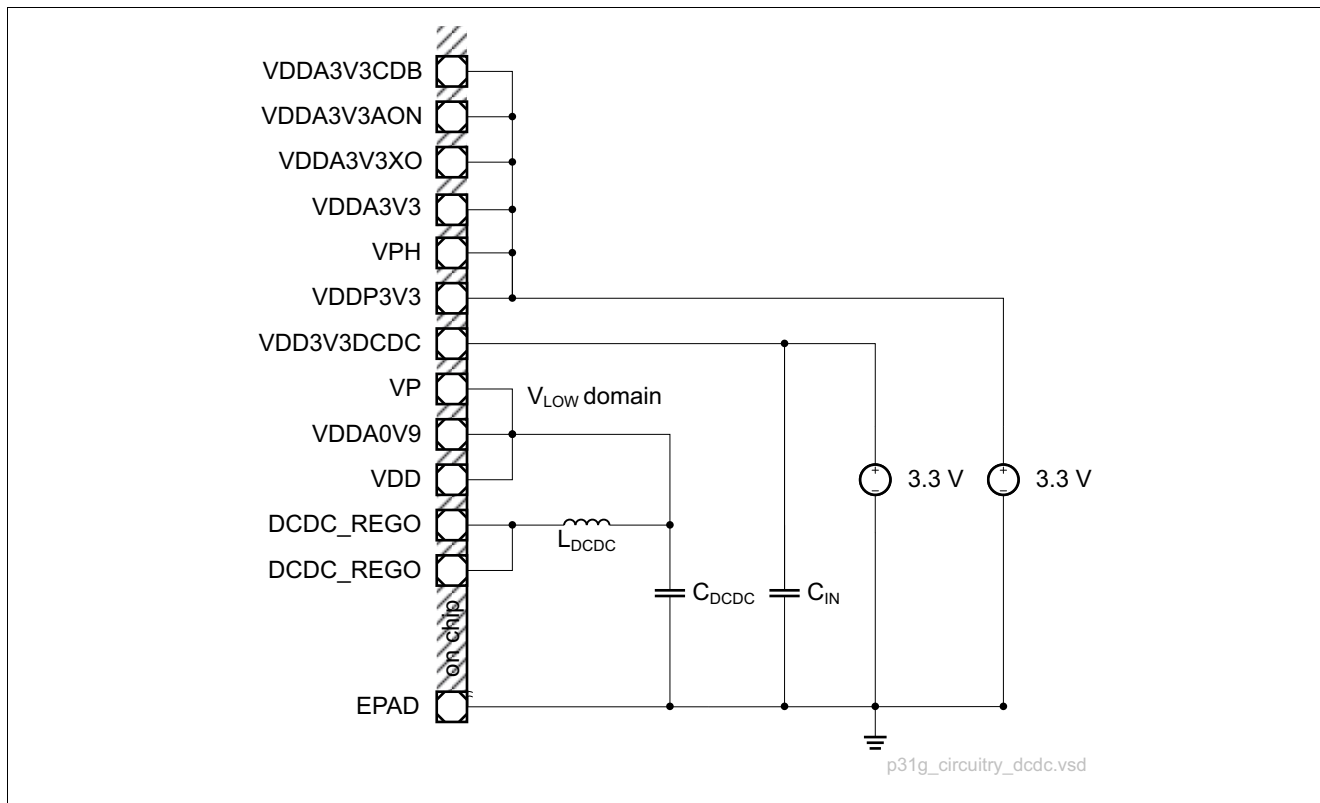 VDDA3V3CDB
VDDA3V3AON
VDDA3V3XO
VDDA3V3
VPH
VDDP3V3
VDD3V3DCDC
VP
VLOW domain
VDDA0V9
VDD
3.3 V
3.3 V
DCDC_REGO
LDCDC
DCDC_REGO
CDCDC
CIN
on chip
EPAD
p31g_circuitry_dcdc.vsd